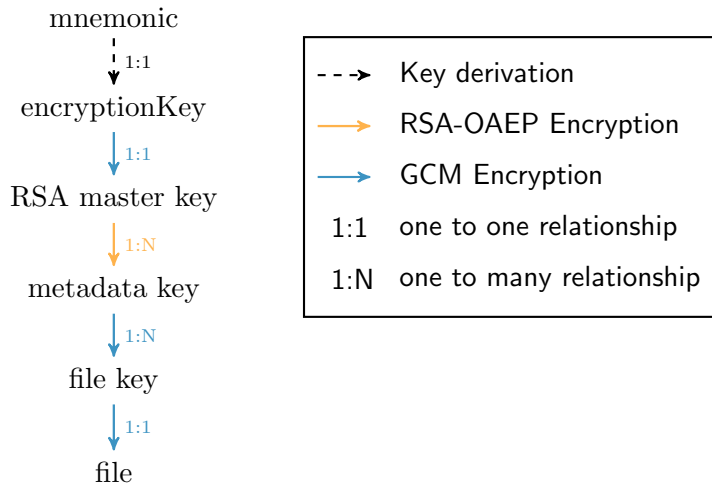 mnemonic
1:1
encryptionKey
1:1
RSA master key
1:N
metadata key
1:N
file key
1:1
file
Key derivation
RSA-OAEP Encryption
GCM Encryption
1:1 one to one relationship
1:N one to many relationship